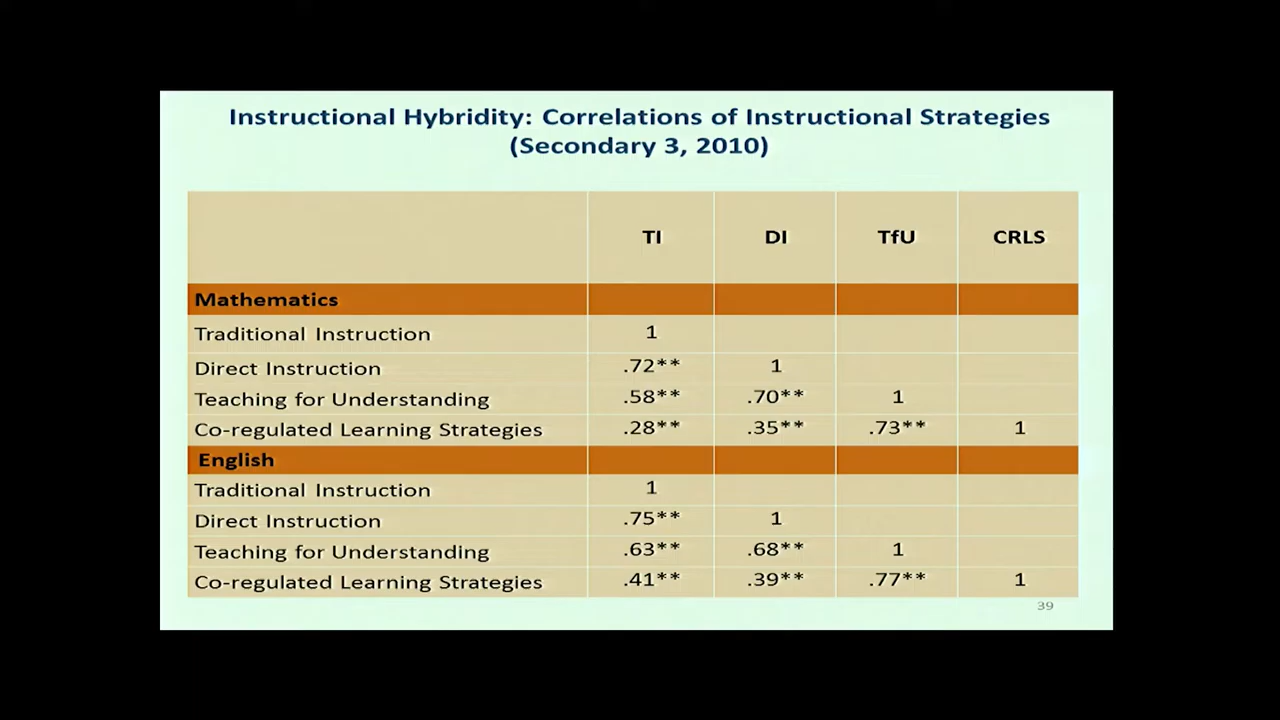 Instructional Hybridity: Correlations of Instructional Strategies
(Secondary 3, 2010)
TI DI TfU CRLS
Mathematics
Traditional Instruction 1
Direct Instruction .72** 1
Teaching for Understanding .58** .70** 1
Co-regulated Learning Strategies .28** .35** .73** 1
English
Traditional Instruction 1
Direct Instruction .75** 1
Teaching for Understanding .63** .68** 1
Co-regulated Learning Strategies .41** .39** .77** 1
39